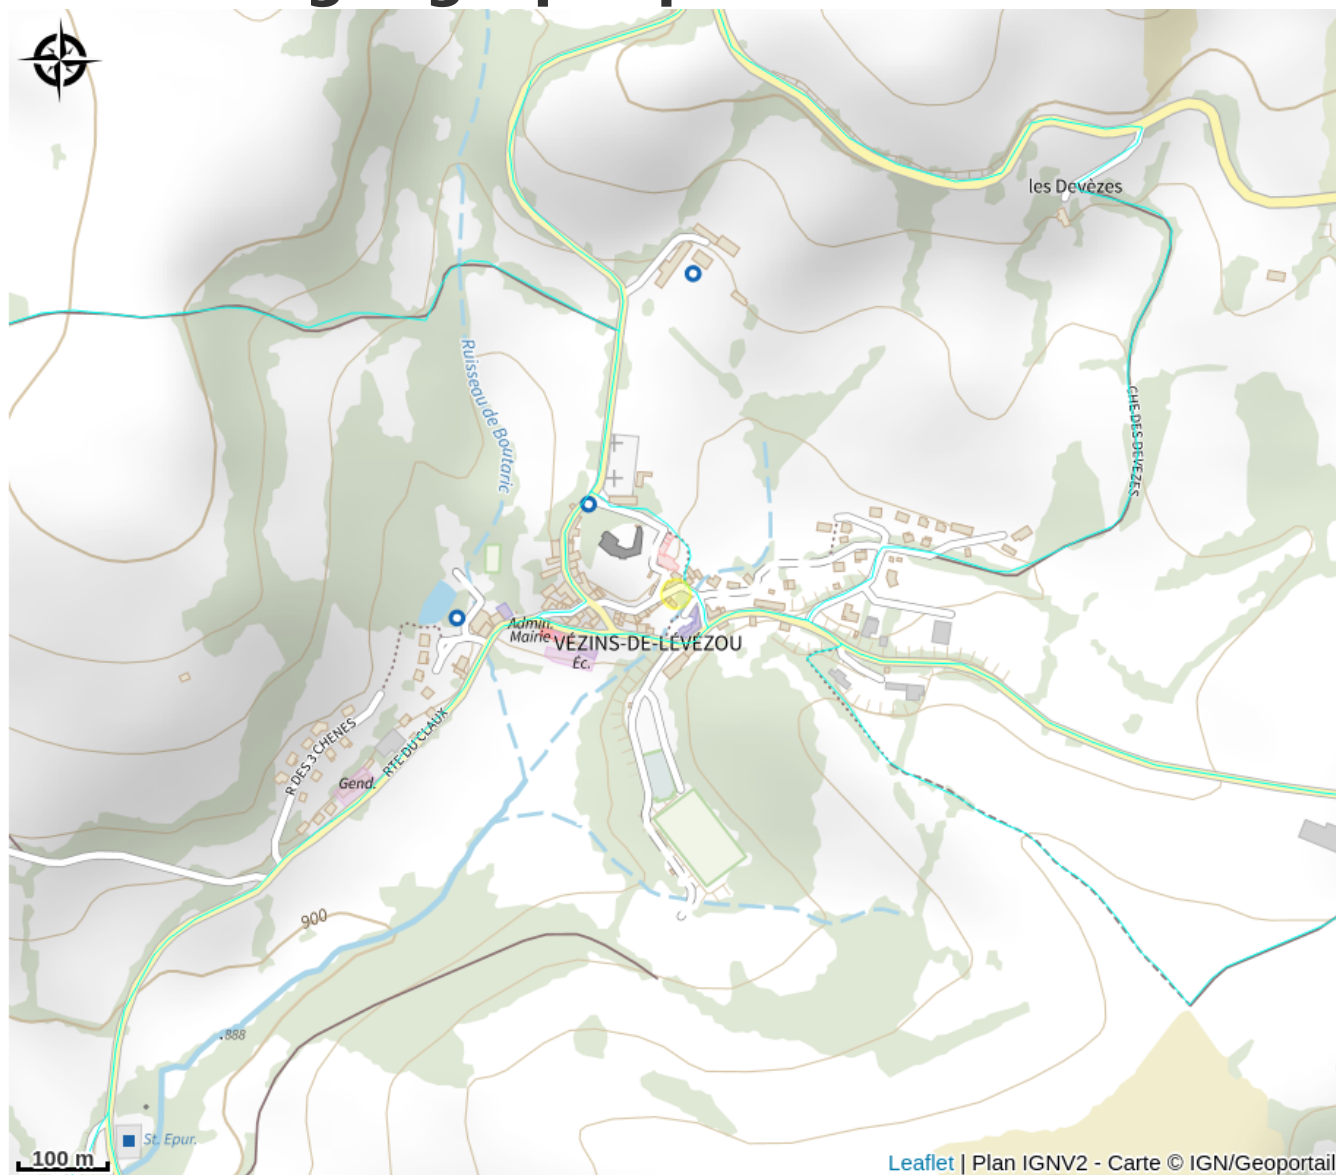 les Devèzes
Ruisseau de Boutaric
CHE DES DEVEZES
Admin.
Mairie
VÉZINS-DE-LÉVÉZOU
Éc.
R DES 3 CHENES
RTE DU CLAUX
Gend.
900
888
St. Epur.
100 m
Leaflet | Plan IGNV2 - Carte © IGN/Geoportail